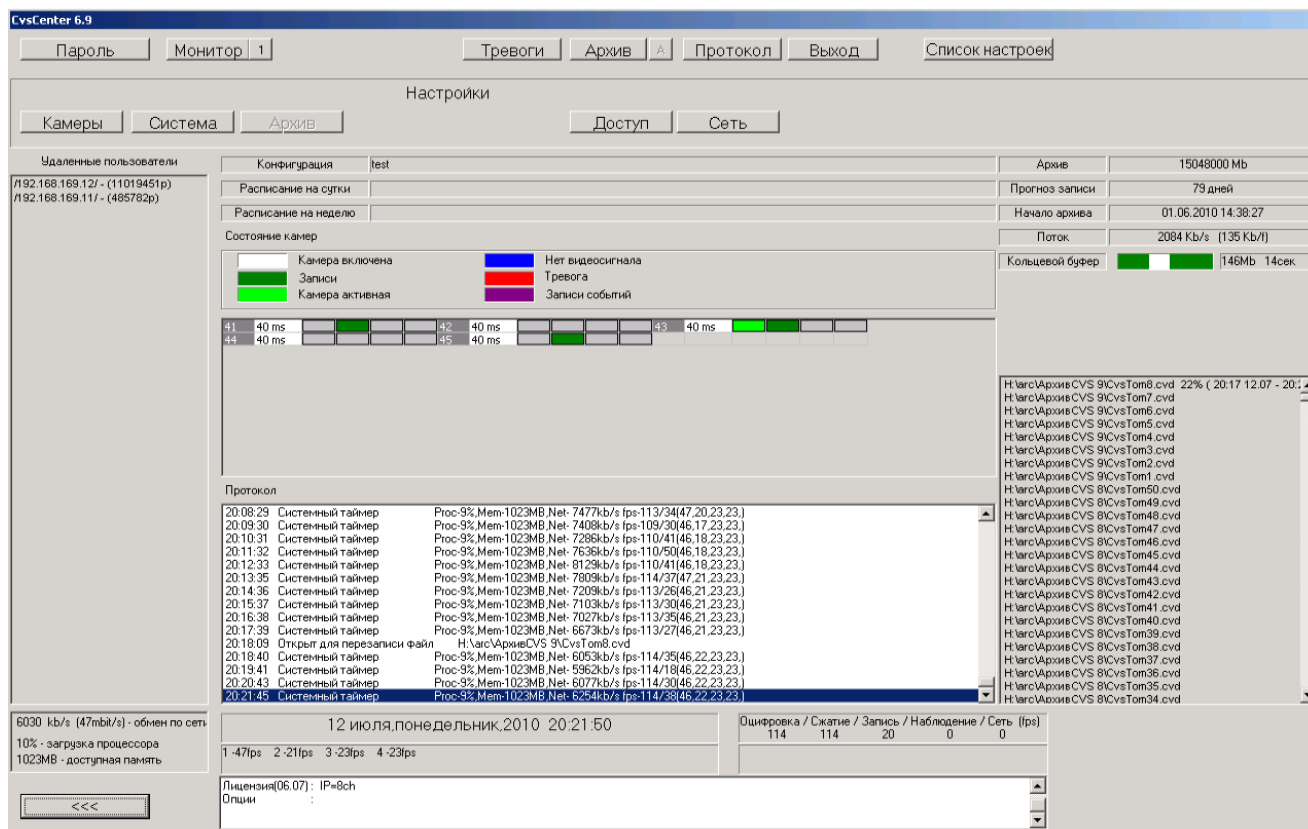 CvsCenter 6.9
Пароль Монитор 1 Тревоги Архив А Протокол Выход Список настроек
Настройки
Камеры Система Архив Доступ Сеть
Удаленные пользователи
/192.168.169.12/ - (11019451p)
/192.168.169.11/ - (485782p)
Конфигурация test
Расписание на сутки
Расписание на неделю
Архив 15048000 Mb
Прогноз записи 79 дней
Начало архива 01.06.2010 14:38:27
Поток 2084 Kb/s (135 Kb/f)
Кольцевой буфер 146Mb 14сек
Состояние камер
Камера включена Нет видеосигнала
Записи Тревога
Камера активная Записи событий
41 40 ms 42 40 ms 43 40 ms
44 40 ms 45 40 ms
Протокол
20:08:29 Системный таймер Proc-9%,Mem-1023MB,Net- 7477kb/s fps-113/34(47,20,23,23,)
20:09:30 Системный таймер Proc-9%,Mem-1023MB,Net- 7408kb/s fps-109/30(46,17,23,23,)
20:10:31 Системный таймер Proc-9%,Mem-1023MB,Net- 7286kb/s fps-110/41(46,18,23,23,)
20:11:32 Системный таймер Proc-9%,Mem-1023MB,Net- 7636kb/s fps-110/50(46,18,23,23,)
20:12:33 Системный таймер Proc-9%,Mem-1023MB,Net- 8129kb/s fps-110/41(46,18,23,23,)
20:13:35 Системный таймер Proc-9%,Mem-1023MB,Net- 7809kb/s fps-114/37(47,21,23,23,)
20:14:36 Системный таймер Proc-9%,Mem-1023MB,Net- 7209kb/s fps-113/26(46,21,23,23,)
20:15:37 Системный таймер Proc-9%,Mem-1023MB,Net- 7103kb/s fps-113/30(46,21,23,23,)
20:16:38 Системный таймер Proc-9%,Mem-1023MB,Net- 7027kb/s fps-113/35(46,21,23,23,)
20:17:39 Системный таймер Proc-9%,Mem-1023MB,Net- 6673kb/s fps-113/27(46,21,23,23,)
20:18:09 Открыт для перезаписи файл H:\arc\АрхивCVS 9\CvsTom8.cvd
20:18:40 Системный таймер Proc-9%,Mem-1023MB,Net- 6053kb/s fps-114/35(46,22,23,23,)
20:19:41 Системный таймер Proc-9%,Mem-1023MB,Net- 5962kb/s fps-114/18(46,22,23,23,)
20:20:43 Системный таймер Proc-9%,Mem-1023MB,Net- 6077kb/s fps-114/30(46,22,23,23,)
20:21:45 Системный таймер Proc-9%,Mem-1023MB,Net- 6254kb/s fps-114/38(46,22,23,23,)
H:\arc\АрхивCVS 9\CvsTom8.cvd 22% ( 20:17 12.07 - 20:
H:\arc\АрхивCVS 9\CvsTom7.cvd
H:\arc\АрхивCVS 9\CvsTom6.cvd
H:\arc\АрхивCVS 9\CvsTom5.cvd
H:\arc\АрхивCVS 9\CvsTom4.cvd
H:\arc\АрхивCVS 9\CvsTom3.cvd
H:\arc\АрхивCVS 9\CvsTom2.cvd
H:\arc\АрхивCVS 9\CvsTom1.cvd
H:\arc\АрхивCVS 8\CvsTom50.cvd
H:\arc\АрхивCVS 8\CvsTom49.cvd
H:\arc\АрхивCVS 8\CvsTom48.cvd
H:\arc\АрхивCVS 8\CvsTom47.cvd
H:\arc\АрхивCVS 8\CvsTom46.cvd
H:\arc\АрхивCVS 8\CvsTom45.cvd
H:\arc\АрхивCVS 8\CvsTom44.cvd
H:\arc\АрхивCVS 8\CvsTom43.cvd
H:\arc\АрхивCVS 8\CvsTom42.cvd
H:\arc\АрхивCVS 8\CvsTom41.cvd
H:\arc\АрхивCVS 8\CvsTom40.cvd
H:\arc\АрхивCVS 8\CvsTom39.cvd
H:\arc\АрхивCVS 8\CvsTom38.cvd
H:\arc\АрхивCVS 8\CvsTom37.cvd
H:\arc\АрхивCVS 8\CvsTom36.cvd
H:\arc\АрхивCVS 8\CvsTom35.cvd
H:\arc\АрхивCVS 8\CvsTom34.cvd
6030 kb/s (47mbit/s) - обмен по сети
10% - загрузка процессора
1023MB - доступная память
<<<
12 июля,понедельник,2010 20:21:50
1 -47fps 2 -21fps 3 -23fps 4 -23fps
Оцифровка / Сжатие / Запись / Наблюдение / Сеть (fps)
114 114 20 0 0
Лицензия(06.07) : IP=8ch
Опции :